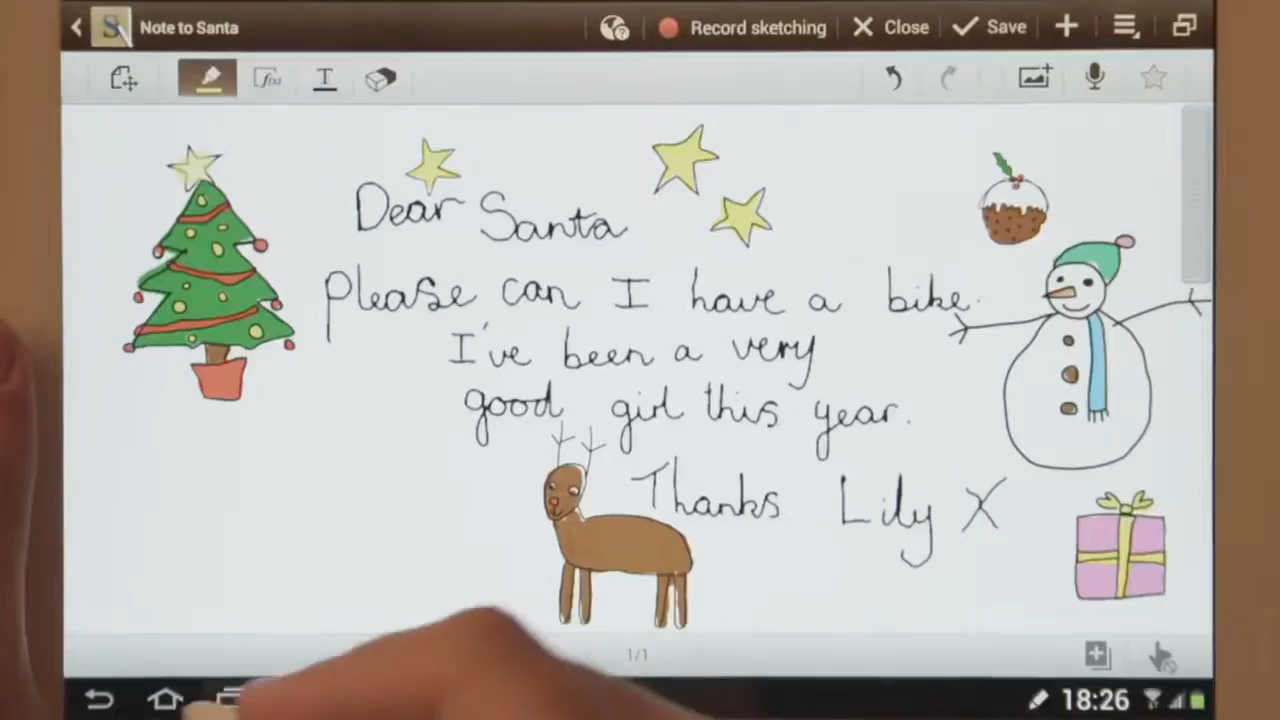 Note to Santa
Record sketching
Close
Save
f(x)
T
Dear Santa
please can I have a bike.
I've been a very
good girl this year.
Thanks Lily X
1/1
18:26